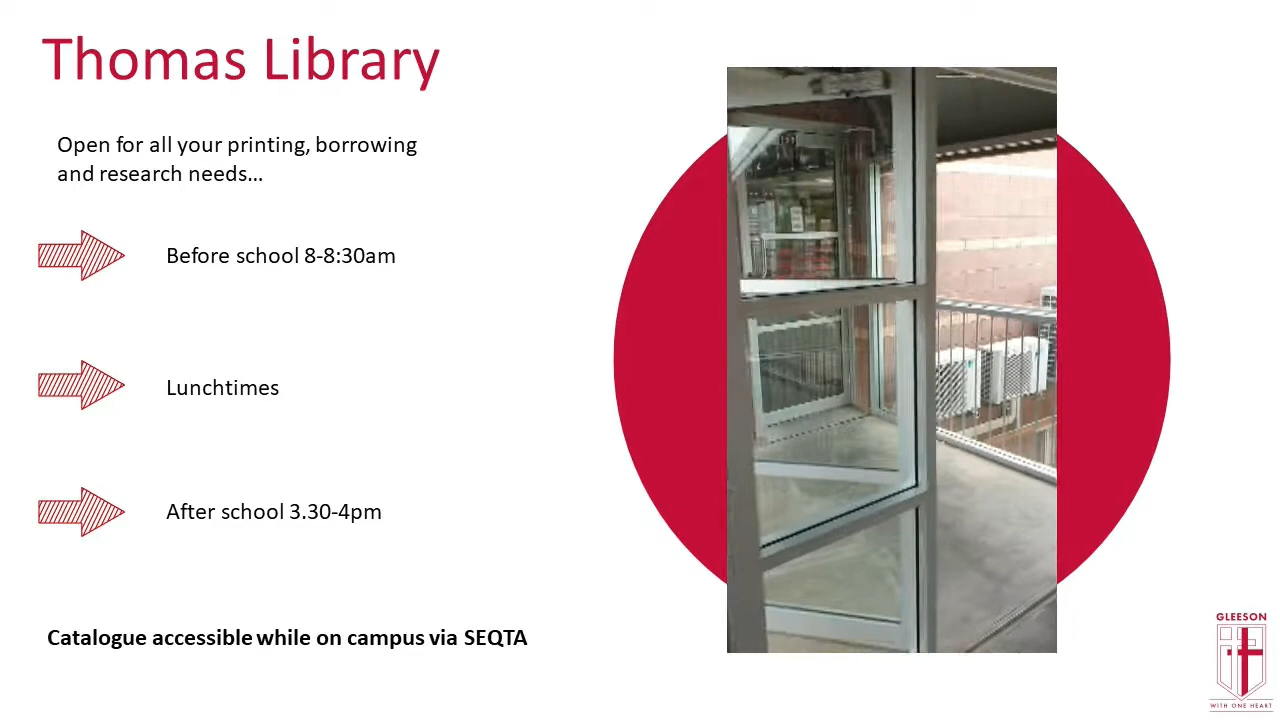 Thomas Library
Open for all your printing, borrowing
and research needs...
Before school 8-8:30am
Lunchtimes
After school 3.30-4pm
Catalogue accessible while on campus via SEQTA
GLEESON
WITH ONE HEART